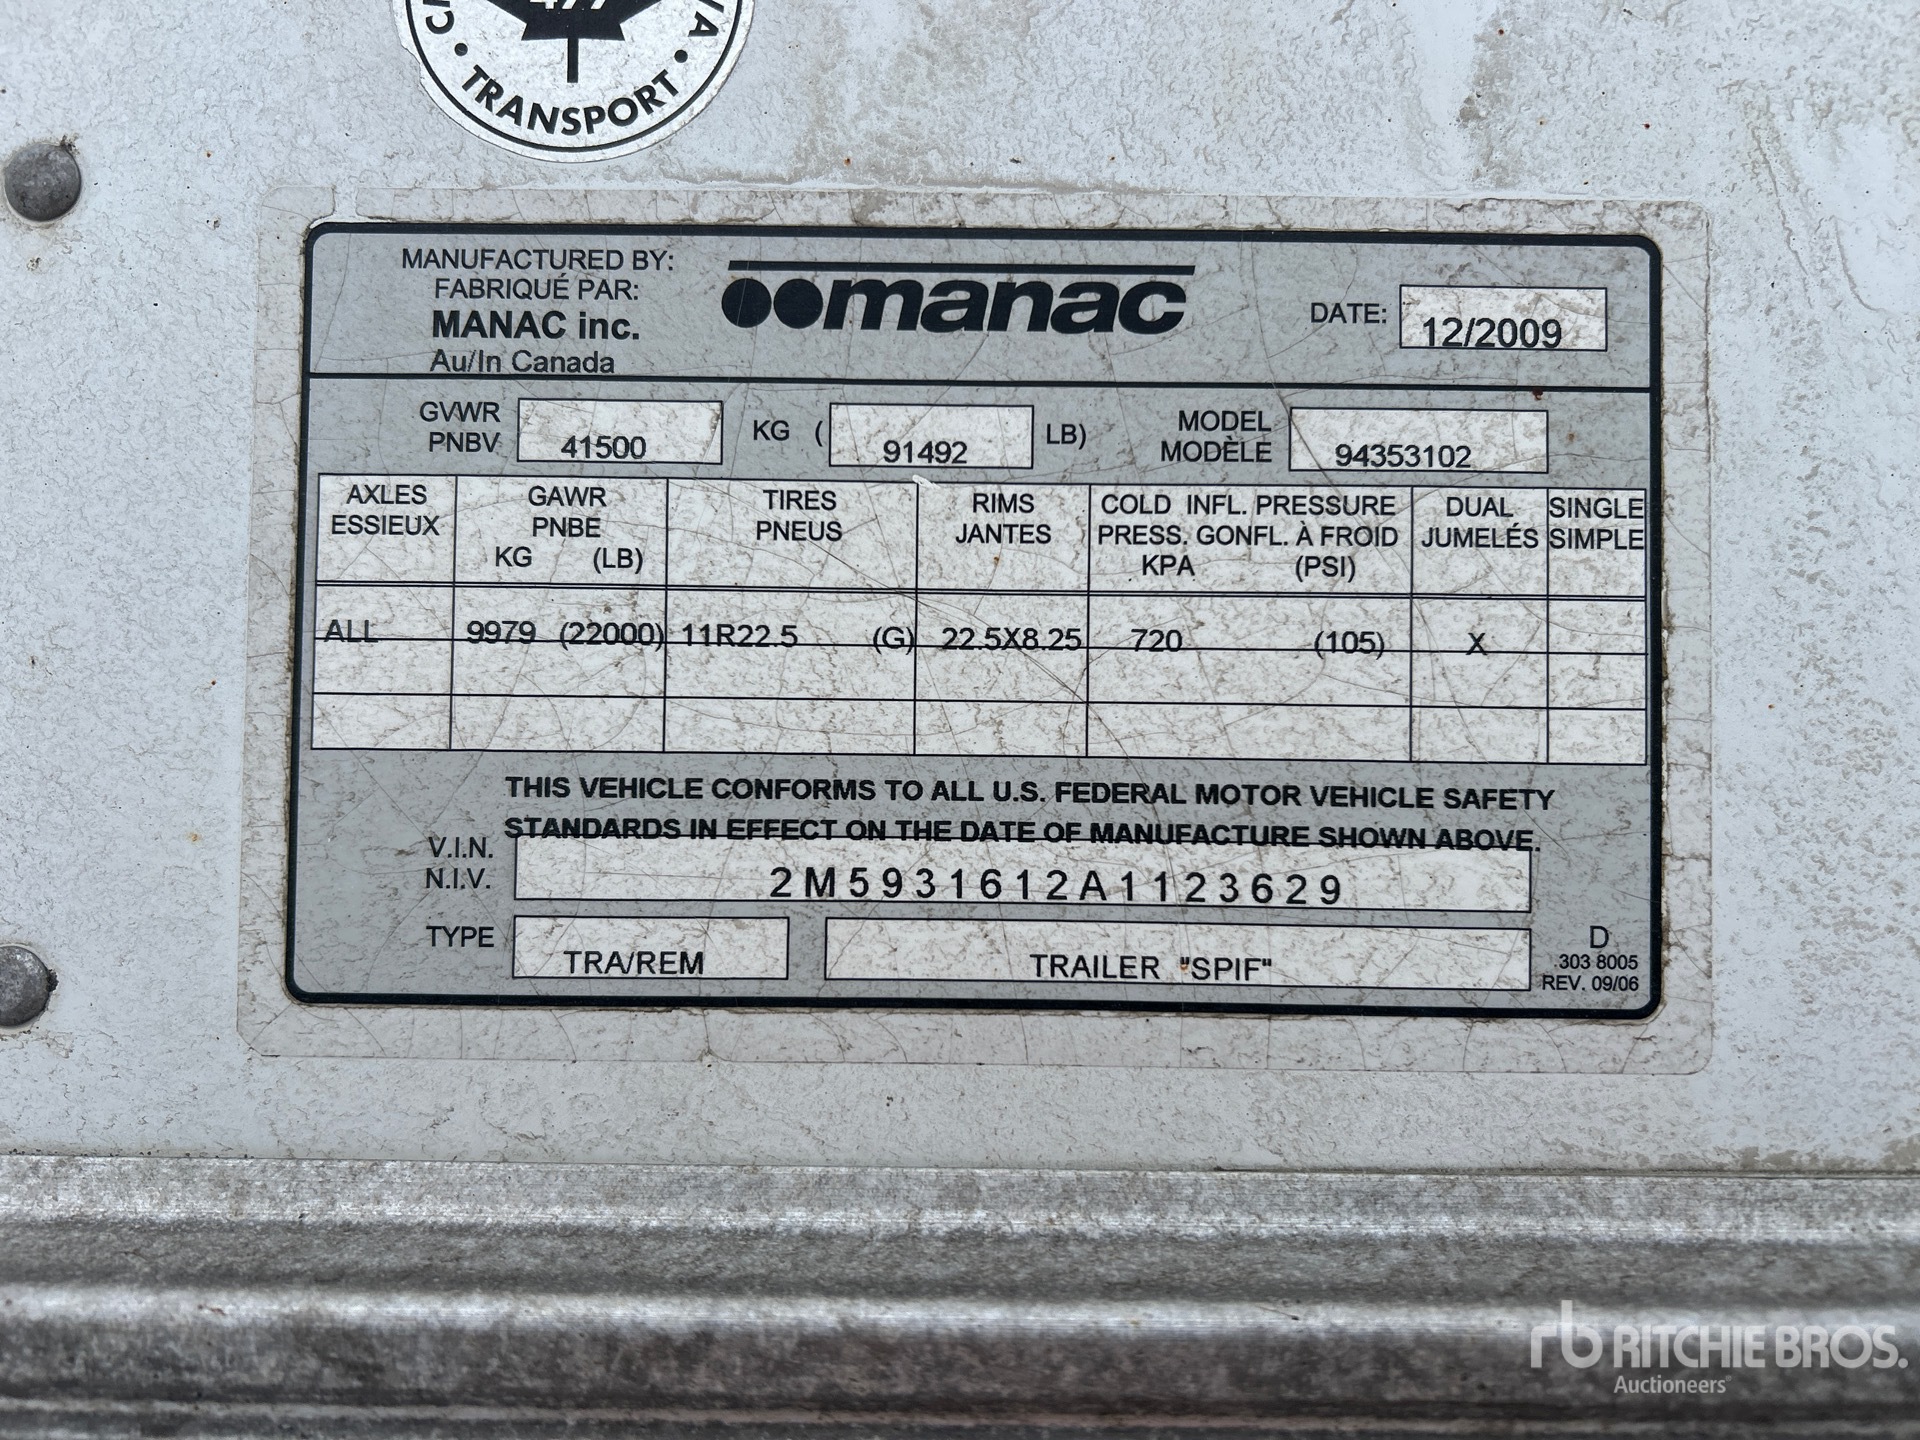 477
• TRANSPORT •
MANUFACTURED BY:
FABRIQUÉ PAR:
MANAC inc.
Au/In Canada
manac
DATE: 12/2009
GVWR
PNBV 41500 KG ( 91492 LB)
MODEL
MODÈLE 94353102
AXLES
ESSIEUX
GAWR
PNBE
KG (LB)
TIRES
PNEUS
RIMS
JANTES
COLD INFL. PRESSURE
PRESS. GONFL. À FROID
KPA (PSI)
DUAL
JUMELÉS
SINGLE
SIMPLE
ALL 9979 (22000) 11R22.5 (G) 22.5X8.25 720 (105) X
THIS VEHICLE CONFORMS TO ALL U.S. FEDERAL MOTOR VEHICLE SAFETY
STANDARDS IN EFFECT ON THE DATE OF MANUFACTURE SHOWN ABOVE.
V.I.N.
N.I.V. 2M5931612A1123629
TYPE TRA/REM TRAILER "SPIF"
D
303 8005
REV. 09/06
rb RITCHIE BROS.
Auctioneers